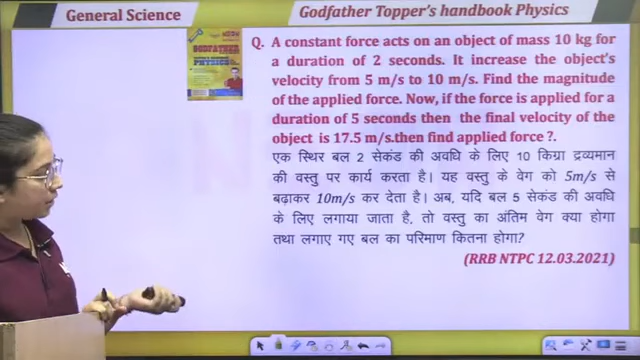 General Science
Godfather Topper's handbook Physics
GODFATHER
PHYSICS
Q. A constant force acts on an object of mass 10 kg for
a duration of 2 seconds. It increase the object's
velocity from 5 m/s to 10 m/s. Find the magnitude
of the applied force. Now, if the force is applied for a
duration of 5 seconds then the final velocity of the
object is 17.5 m/s.then find applied force ?.
एक स्थिर बल 2 सेकंड की अवधि के लिए 10 किग्रा द्रव्यमान
की वस्तु पर कार्य करता है। यह वस्तु के वेग को 5m/s से
बढ़ाकर 10m/s कर देता है। अब, यदि बल 5 सेकंड की अवधि
के लिए लगाया जाता है, तो वस्तु का अंतिम वेग क्या होगा
तथा लगाए गए बल का परिमाण कितना होगा?
(RRB NTPC 12.03.2021)